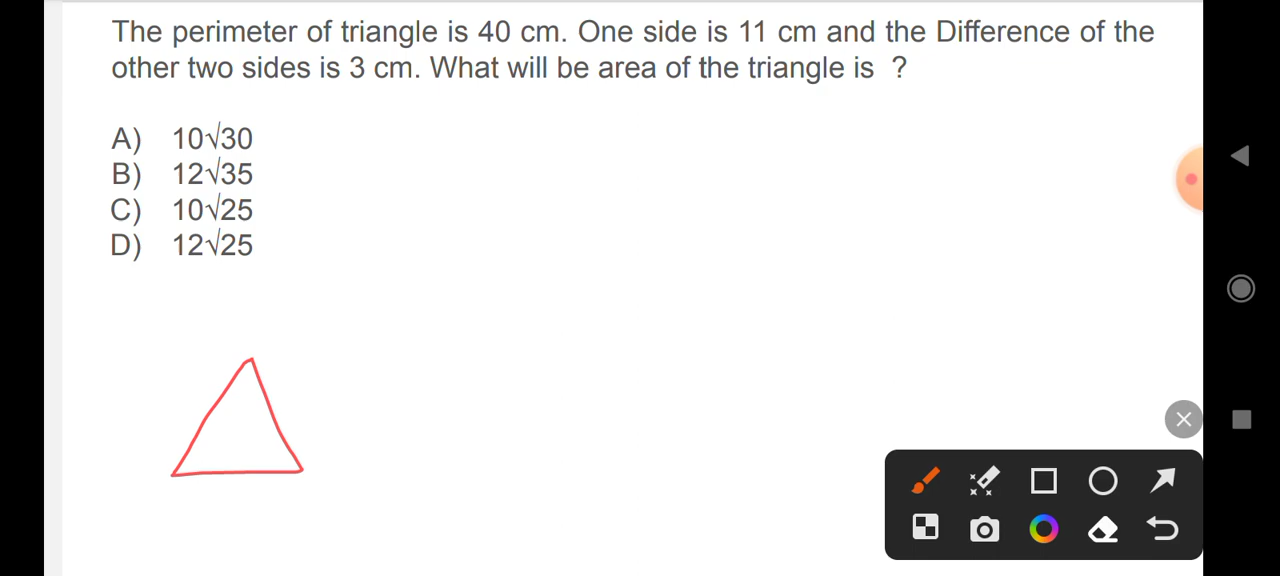 The perimeter of triangle is 40 cm. One side is 11 cm and the Difference of the
other two sides is 3 cm. What will be area of the triangle is ?
A) 10√30
B) 12√35
C) 10√25
D) 12√25